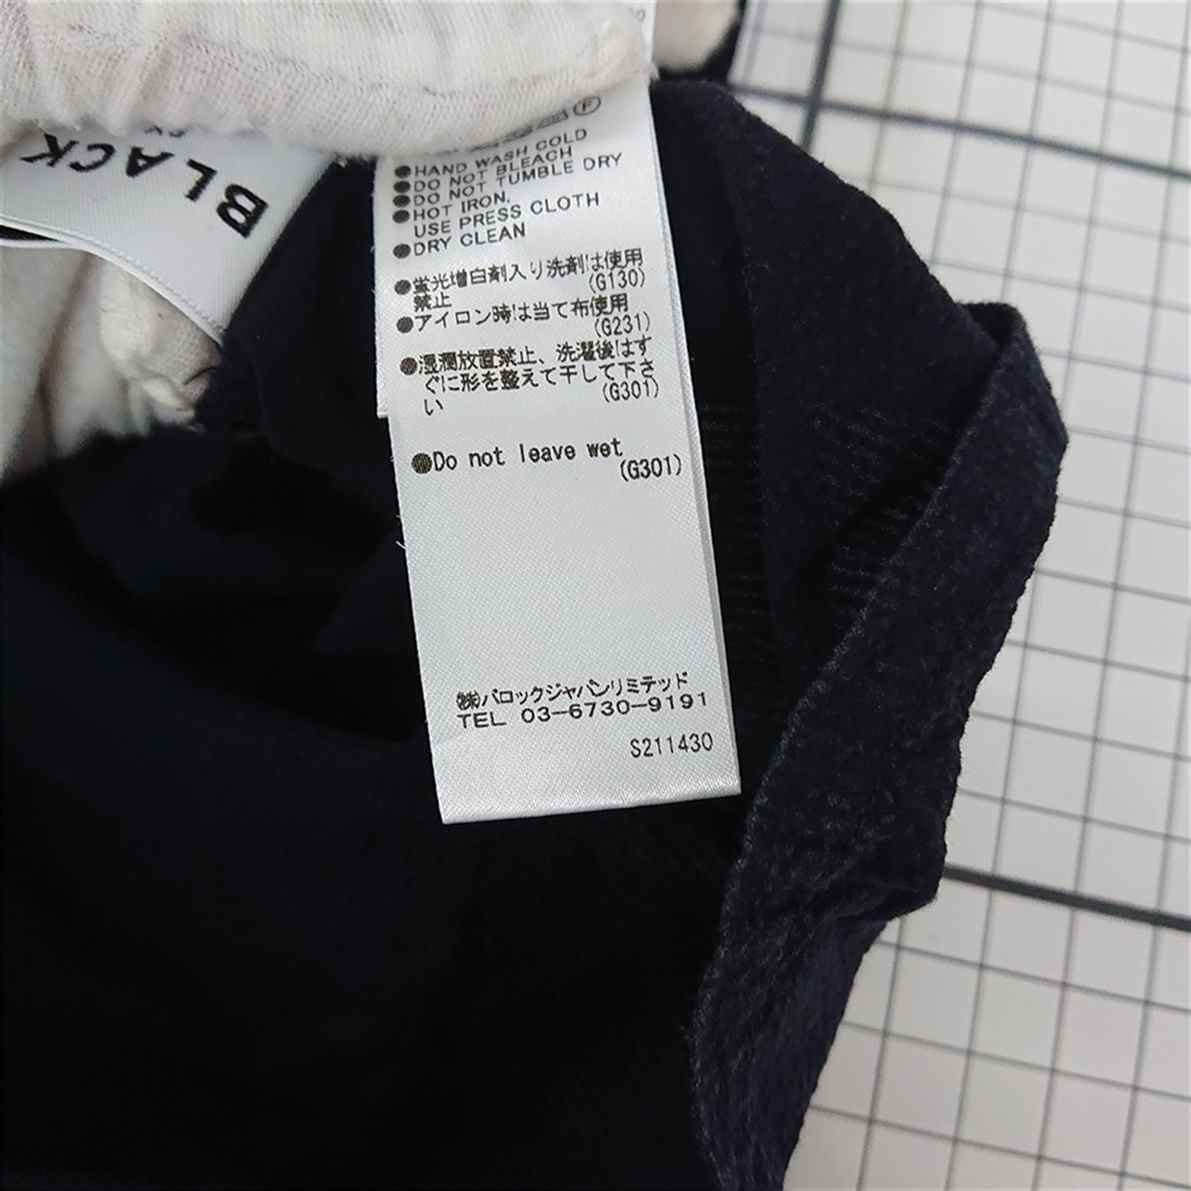 BLACK
BY
Ⓕ
●HAND WASH COLD
●DO NOT BLEACH
●DO NOT TUMBLE DRY
●HOT IRON.
USE PRESS CLOTH
●DRY CLEAN
●蛍光増白剤入り洗剤は使用
禁止 (G130)
●アイロン時は当て布使用
(G231)
●湿潤放置禁止、洗濯後はす
ぐに形を整えて干して下さ
い (G301)
●Do not leave wet
(G301)
㈱バロックジャパンリミテッド
TEL 03-6730-9191
S211430